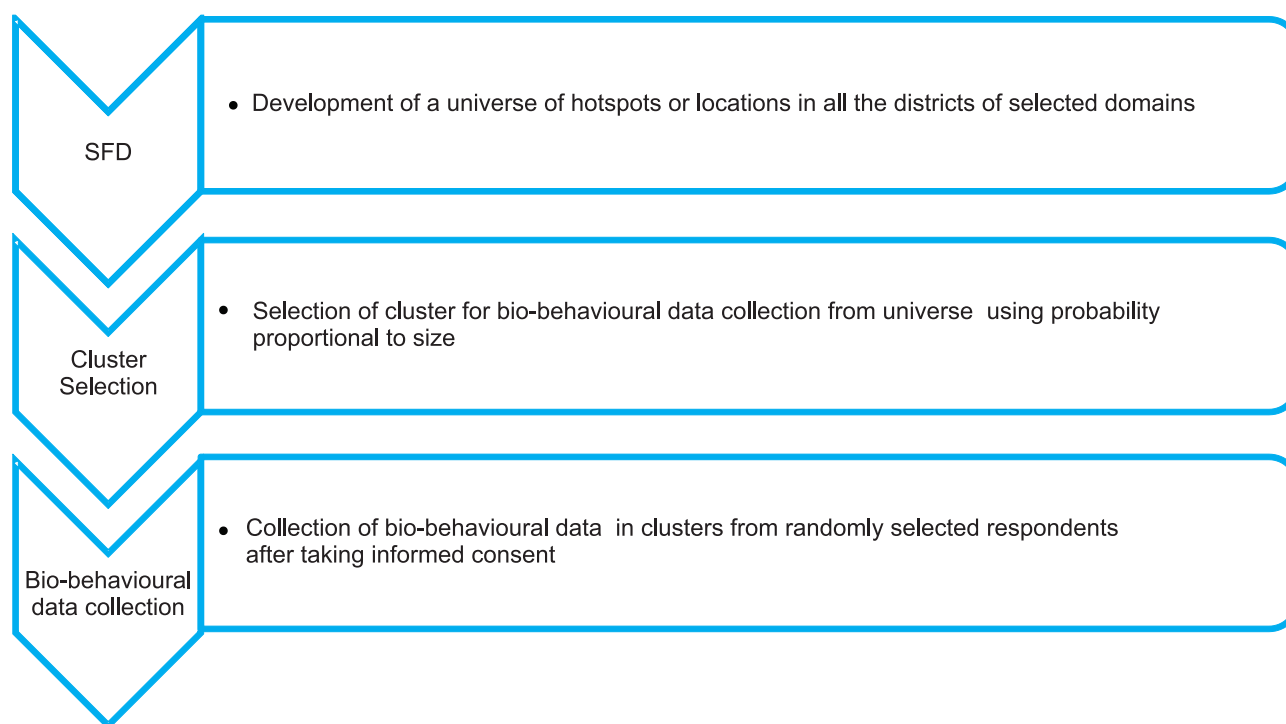 SFD
• Development of a universe of hotspots or locations in all the districts of selected domains
Cluster
Selection
• Selection of cluster for bio-behavioural data collection from universe using probability
proportional to size
Bio-behavioural
data collection
• Collection of bio-behavioural data in clusters from randomly selected respondents
after taking informed consent